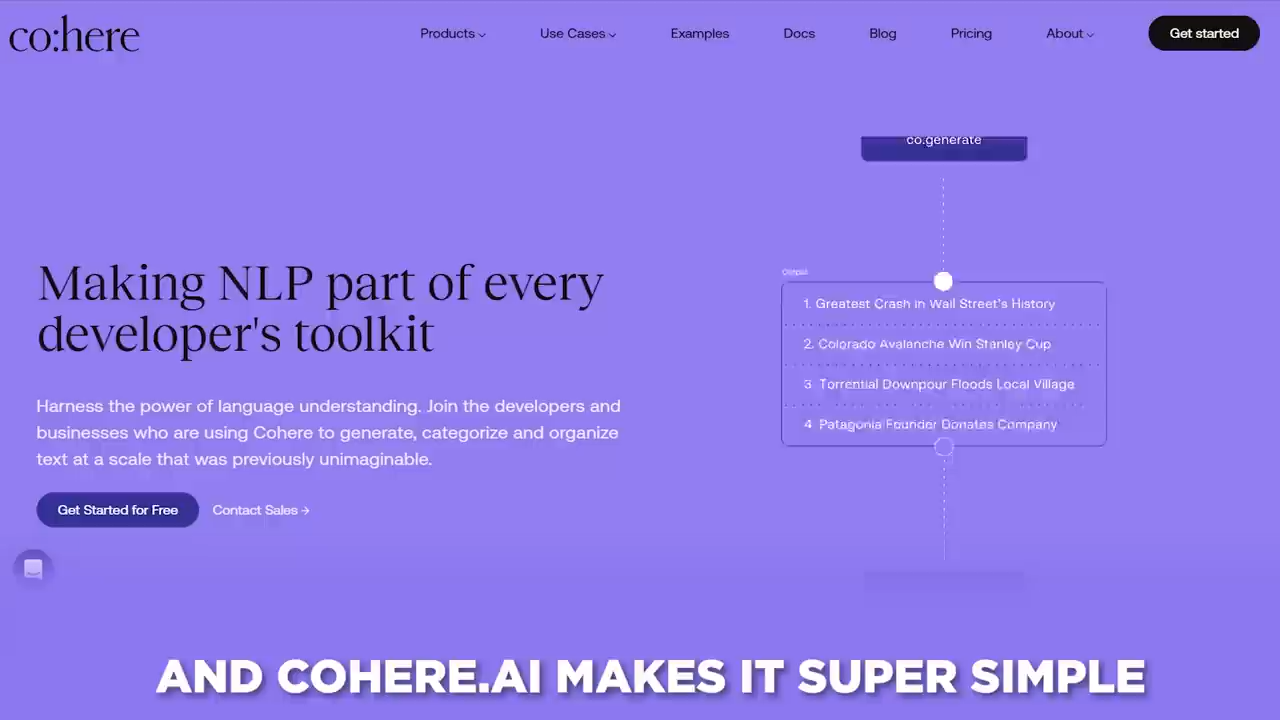 co:here
Products
Use Cases
Examples
Docs
Blog
Pricing
About
Get started
co:generate
Making NLP part of every
developer's toolkit
Harness the power of language understanding. Join the developers and
businesses who are using Cohere to generate, categorize and organize
text at a scale that was previously unimaginable.
Get Started for Free
Contact Sales →
Output
1. Greatest Crash in Wall Street's History
2. Colorado Avalanche Win Stanley Cup
3 Torrential Downpour Floods Local Village
4 Patagonia Founder Donates Company
AND COHERE.AI MAKES IT SUPER SIMPLE